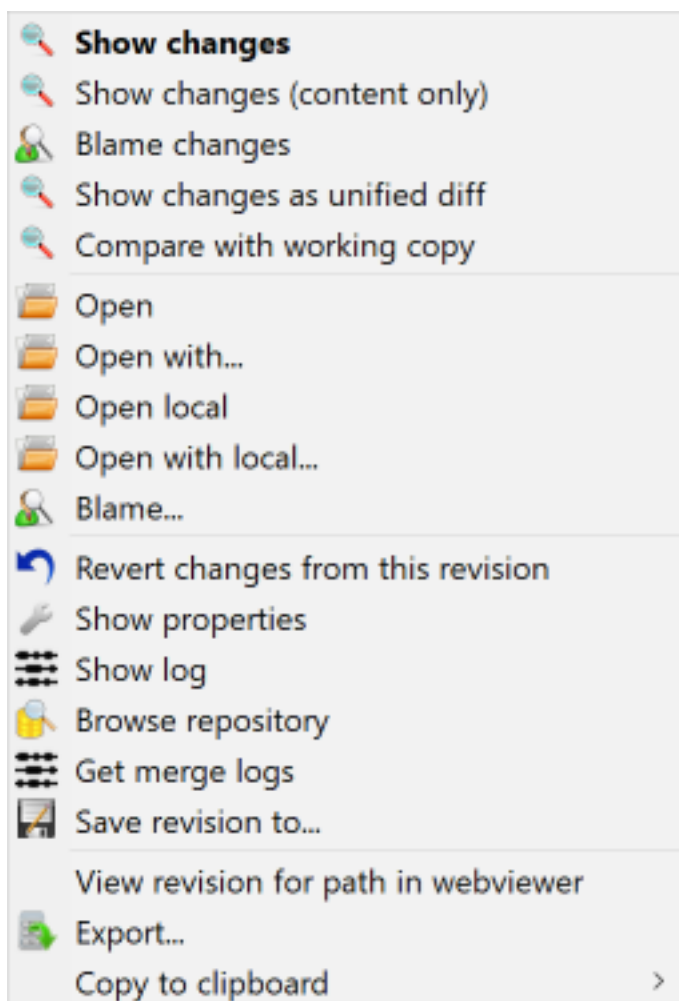 Show changes
Show changes (content only)
Blame changes
Show changes as unified diff
Compare with working copy
Open
Open with...
Open local
Open with local...
Blame...
Revert changes from this revision
Show properties
Show log
Browse repository
Get merge logs
Save revision to...
View revision for path in webviewer
Export...
Copy to clipboard